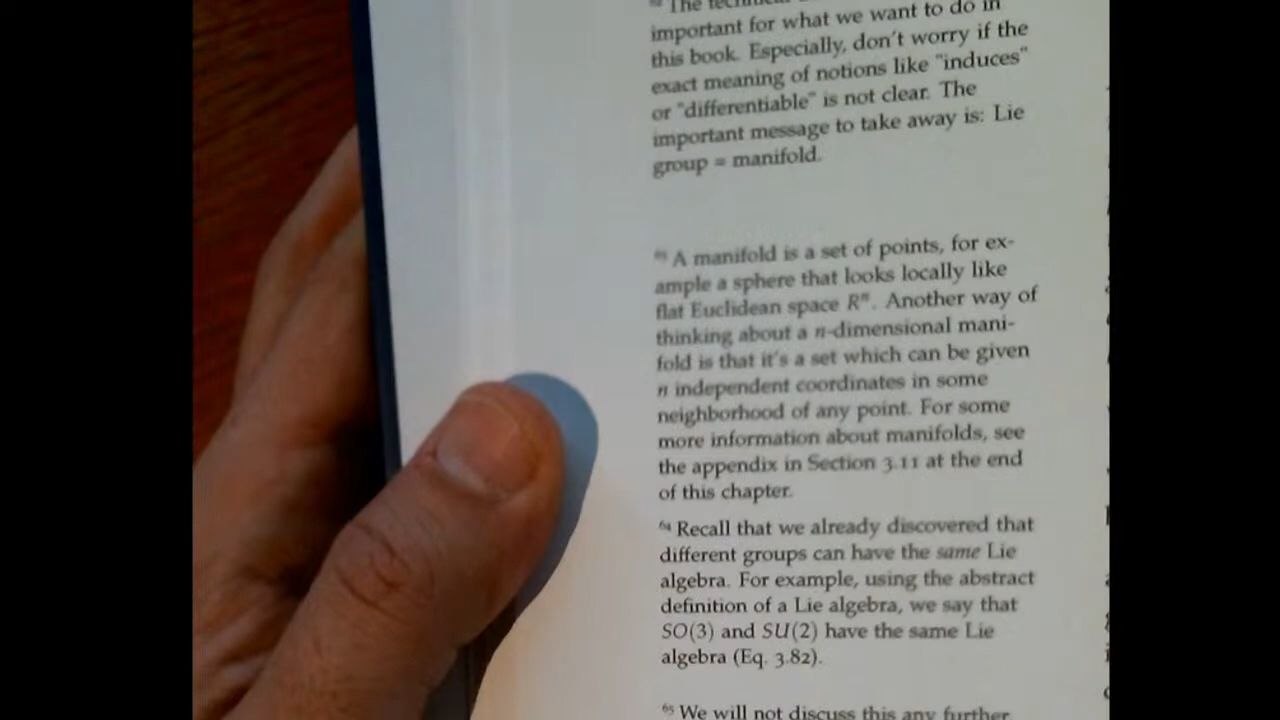 62 The technical
important for what we want to do in
this book. Especially, don't worry if the
exact meaning of notions like "induces"
or "differentiable" is not clear. The
important message to take away is: Lie
group = manifold.
63 A manifold is a set of points, for ex-
ample a sphere that looks locally like
flat Euclidean space Rⁿ. Another way of
thinking about a n-dimensional mani-
fold is that it's a set which can be given
n independent coordinates in some
neighborhood of any point. For some
more information about manifolds, see
the appendix in Section 3.11 at the end
of this chapter.
64 Recall that we already discovered that
different groups can have the same Lie
algebra. For example, using the abstract
definition of a Lie algebra, we say that
SO(3) and SU(2) have the same Lie
algebra (Eq. 3.82).
65 We will not discuss this any further,